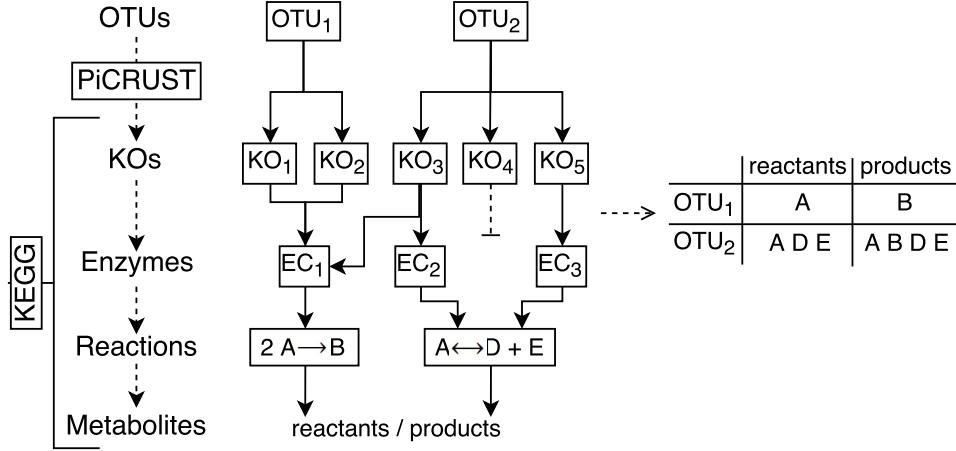 OTUs
OTU1
OTU2
PiCRUST
KOs
KO1
KO2
KO3
KO4
KO5
reactants
products
OTU1
A
B
OTU2
A D E
A B D E
KEGG
Enzymes
EC1
EC2
EC3
Reactions
2 A→B
A↔D + E
Metabolites
reactants / products